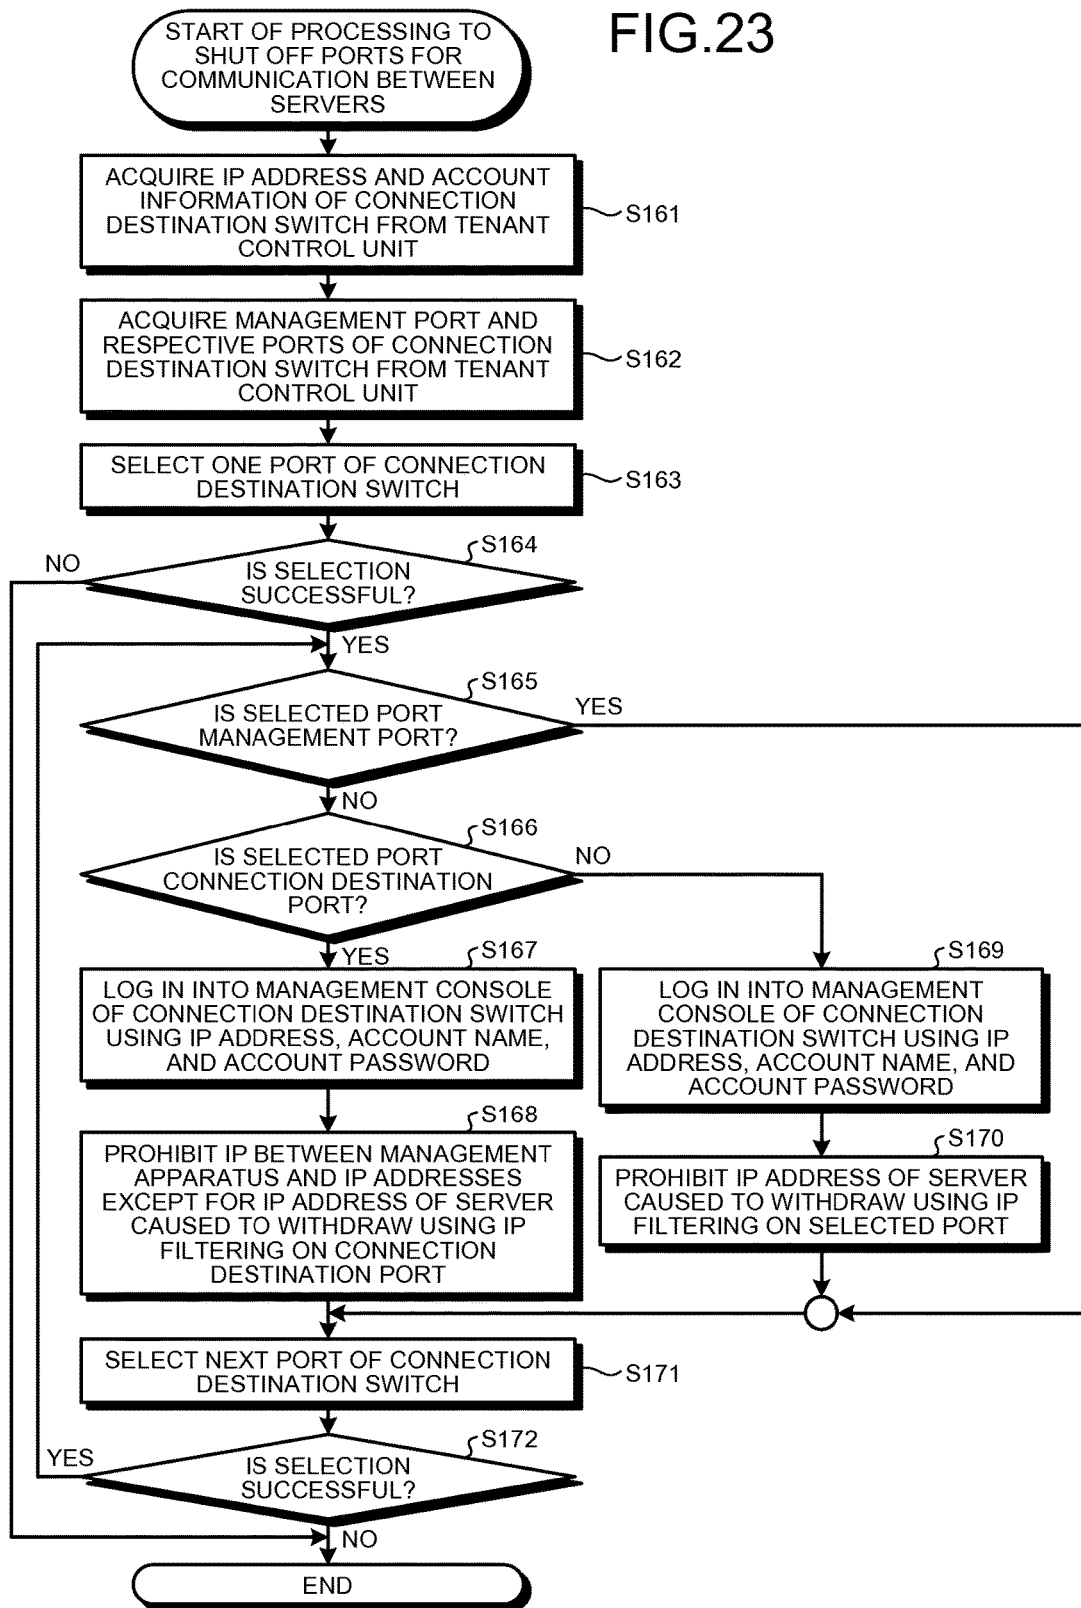 FIG.23
START OF PROCESSING TO
SHUT OFF PORTS FOR
COMMUNICATION BETWEEN
SERVERS
ACQUIRE IP ADDRESS AND ACCOUNT
INFORMATION OF CONNECTION
DESTINATION SWITCH FROM TENANT
CONTROL UNIT
S161
ACQUIRE MANAGEMENT PORT AND
RESPECTIVE PORTS OF CONNECTION
DESTINATION SWITCH FROM TENANT
CONTROL UNIT
S162
SELECT ONE PORT OF CONNECTION
DESTINATION SWITCH
S163
S164
NO
IS SELECTION
SUCCESSFUL?
YES
S165
IS SELECTED PORT
MANAGEMENT PORT?
YES
NO
S166
IS SELECTED PORT
CONNECTION DESTINATION
PORT?
NO
YES
S167
LOG IN INTO MANAGEMENT CONSOLE
OF CONNECTION DESTINATION SWITCH
USING IP ADDRESS, ACCOUNT NAME,
AND ACCOUNT PASSWORD
S169
LOG IN INTO MANAGEMENT
CONSOLE OF CONNECTION
DESTINATION SWITCH USING IP
ADDRESS, ACCOUNT NAME, AND
ACCOUNT PASSWORD
S168
PROHIBIT IP BETWEEN MANAGEMENT
APPARATUS AND IP ADDRESSES
EXCEPT FOR IP ADDRESS OF SERVER
CAUSED TO WITHDRAW USING IP
FILTERING ON CONNECTION
DESTINATION PORT
S170
PROHIBIT IP ADDRESS OF SERVER
CAUSED TO WITHDRAW USING IP
FILTERING ON SELECTED PORT
SELECT NEXT PORT OF CONNECTION
DESTINATION SWITCH
S171
S172
YES
IS SELECTION
SUCCESSFUL?
NO
END